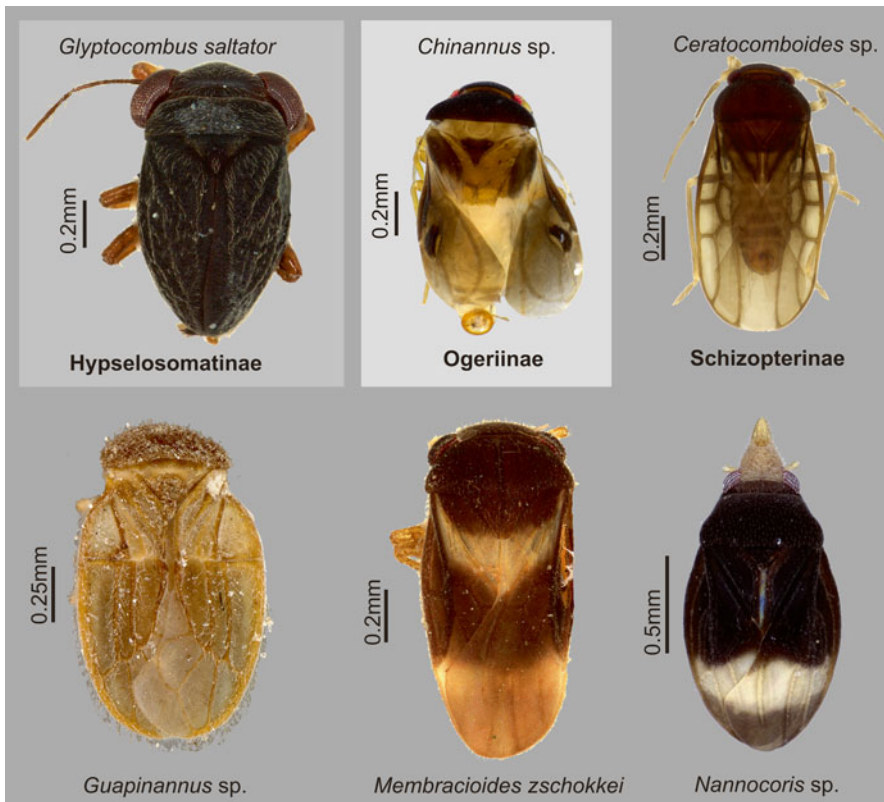 Glyptocombus saltator
Chinannus sp.
Ceratocomboides sp.
0.2mm
0.2mm
0.2mm
Hypselosomatinae
Ogeriinae
Schizopterinae
0.25mm
0.2mm
0.5mm
Guapinannus sp.
Membracioides zschokkei
Nannocoris sp.